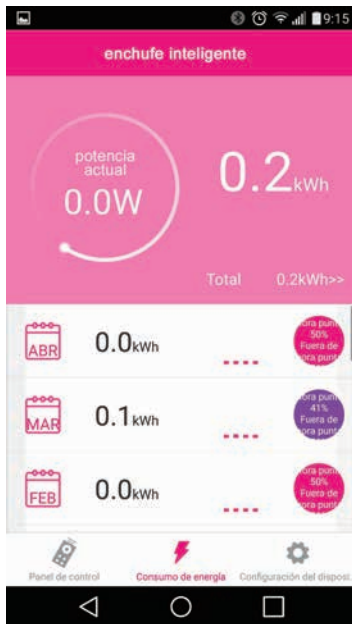 9:15
enchufe inteligente
potencia
actual
0.0W
0.2kWh
Total 0.2kWh>>
ABR 0.0kWh
50%
Fuera de
MAR 0.1kWh
41%
Fuera de
FEB 0.0kWh
50%
Fuera de
Panel de control Consumo de energía Configuración del disposi...